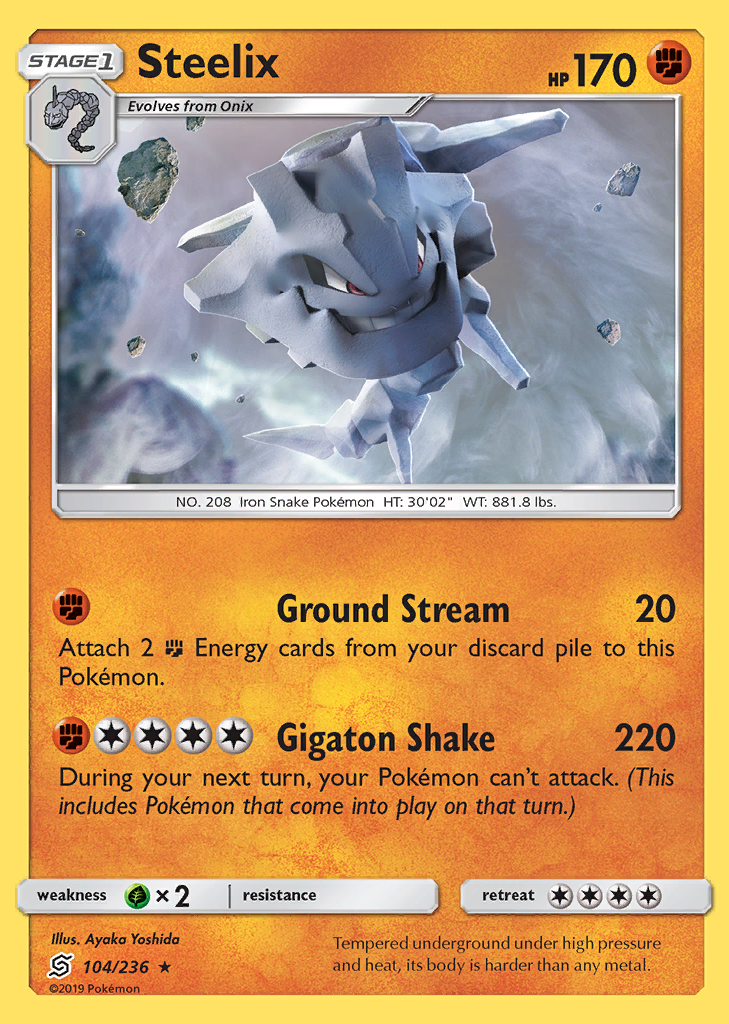 STAGE1 Steelix HP 170
Evolves from Onix
NO. 208 Iron Snake Pokémon HT: 30'02" WT: 881.8 lbs.
Ground Stream 20
Attach 2 Energy cards from your discard pile to this
Pokémon.
Gigaton Shake 220
During your next turn, your Pokémon can't attack. (This
includes Pokémon that come into play on that turn.)
weakness × 2 resistance retreat
Illus. Ayaka Yoshida
104/236 ★
©2019 Pokémon
Tempered underground under high pressure
and heat, its body is harder than any metal.